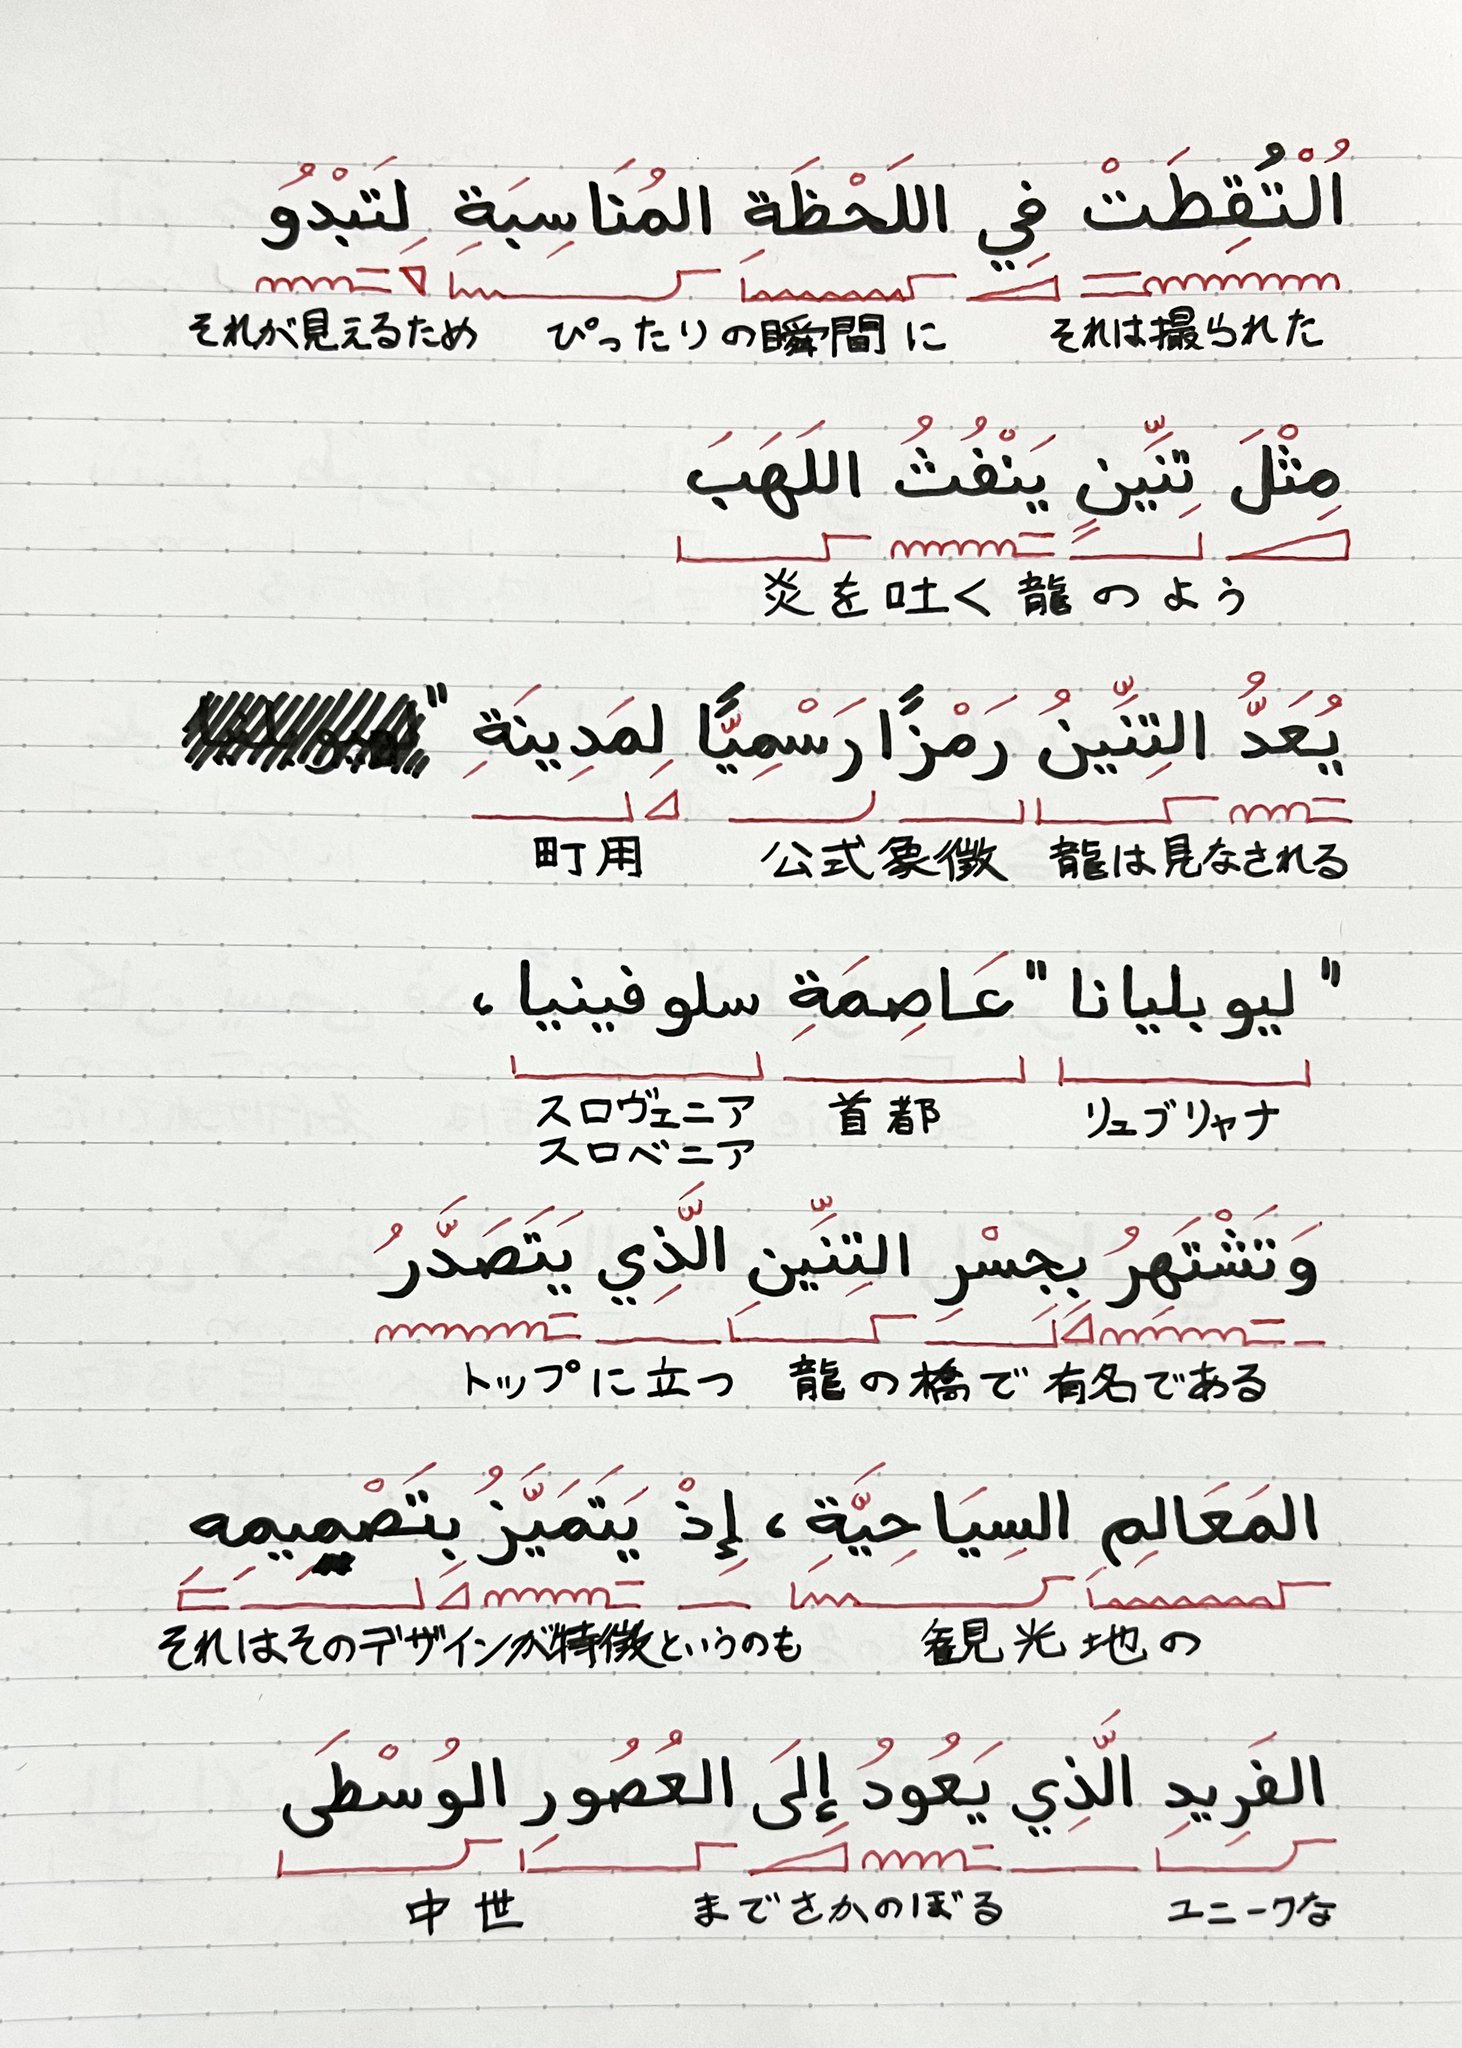 اُلْتُقِطَتْ فِي اللَحْظَةِ المُنَاسِبَةِ لِتَبْدُوُ
それが見えるため ぴったりの瞬間に それは撮られた
مِثْلَ تِنِّينٍ يَنْفُثُ اللَهَبَ
炎を吐く龍のよう
يُعَدُّ التِنِّينُ رَمْزًا رَسْمِيًّا لِمَدِينَةِ "
町用 公式象徴 龍は見なされる
"ليوبليانا" عَاصِمَةِ سلوفينيا،
スロヴェニア 首都 リュブリャナ
スロベニア
وَتَشْتَهِرُ بِجِسْرِ التِنِّينِ الَّذِي يَتَصَدَّرُ
トップに立つ 龍の橋で有名である
المَعَالِمِ السِيَاحِيَّةِ، إِذْ يَتَمَيَّزُ بِتَصْمِيمِهِ
それはそのデザインが特徴というのも 観光地の
الفَرِيدِ الَّذِي يَعُودُ إِلَى العُصُورِ الوُسْطَى
中世 までさかのぼる ユニークな